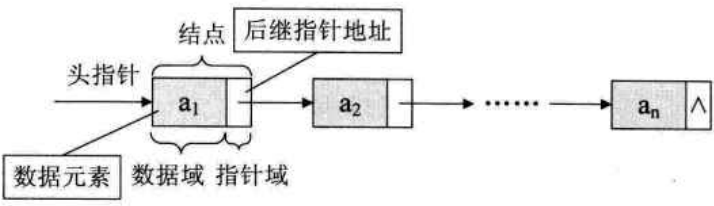 结点
后继指针地址
头指针
a₁
a₂
……
aₙ
∧
数据元素
数据域
指针域